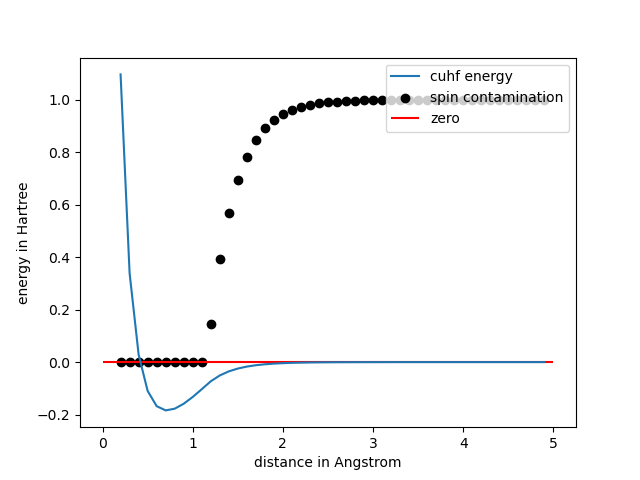 cuhf energy
spin contamination
zero
energy in Hartree
1.0
0.8
0.6
0.4
0.2
0.0
−0.2
0
1
2
3
4
5
distance in Angstrom